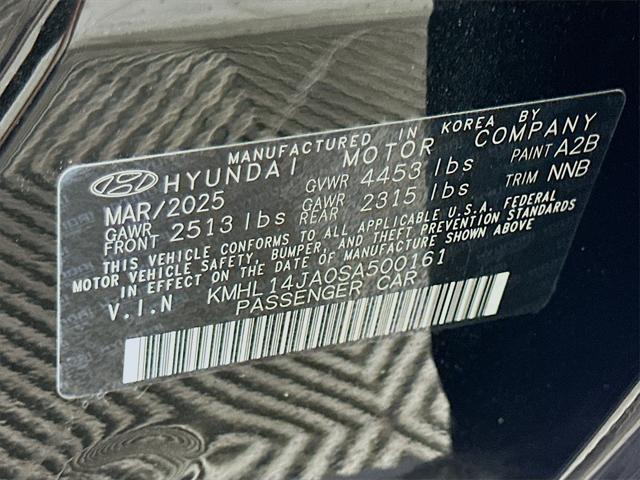 MANUFACTURED IN KOREA BY
HYUNDAI MOTOR COMPANY
MAR/2025 GVWR 4453 lbs PAINT A2B
GAWR FRONT 2513 lbs GAWR REAR 2315 lbs TRIM NNB
THIS VEHICLE CONFORMS TO ALL APPLICABLE U.S.A. FEDERAL
MOTOR VEHICLE SAFETY, BUMPER, AND THEFT PREVENTION STANDARDS
IN EFFECT ON THE DATE OF MANUFACTURE SHOWN ABOVE
V.I.N KMHL14JA0SA500161
PASSENGER CAR